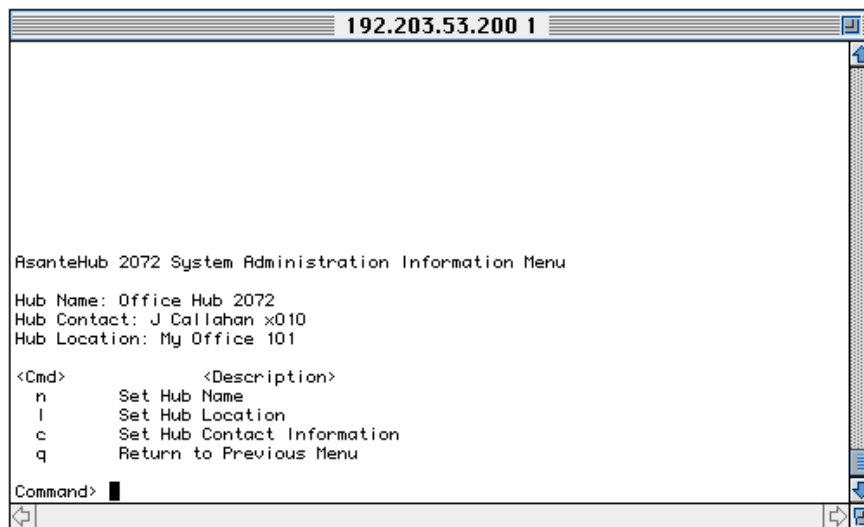 192.203.53.200 1
AsanteHub 2072 System Administration Information Menu
Hub Name: Office Hub 2072
Hub Contact: J Callahan x010
Hub Location: My Office 101
<Cmd> <Description>
n Set Hub Name
l Set Hub Location
c Set Hub Contact Information
q Return to Previous Menu
Command>